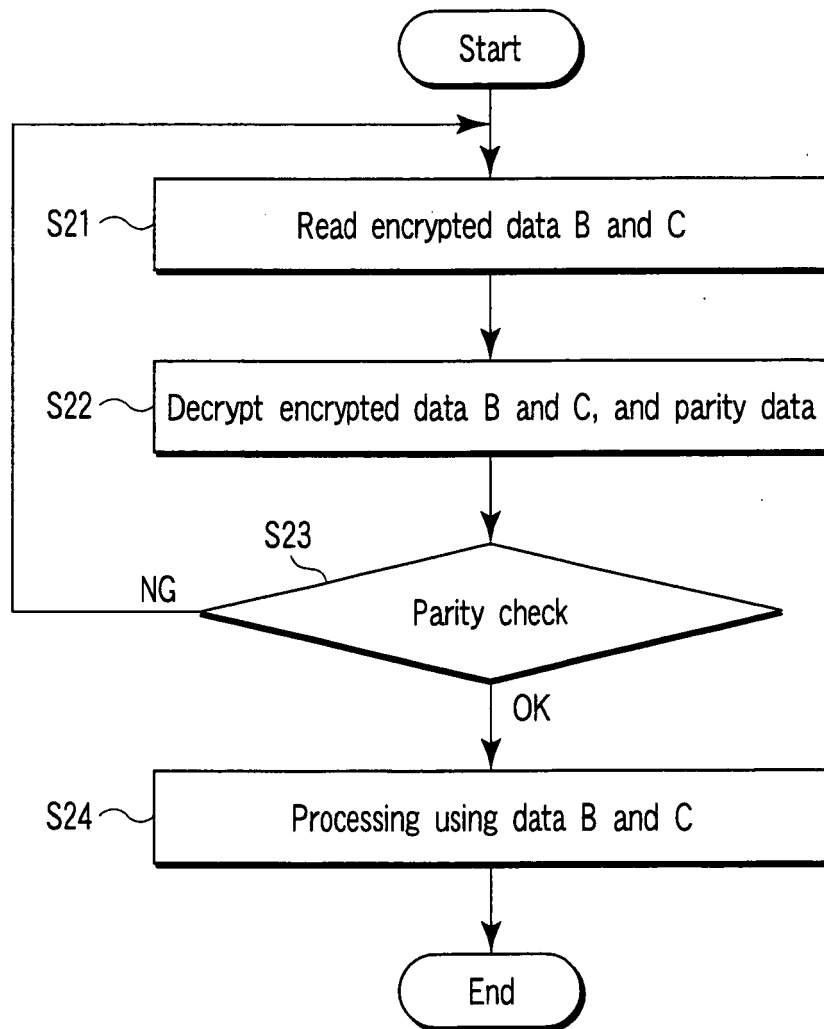 Start
S21
Read encrypted data B and C
S22
Decrypt encrypted data B and C, and parity data
S23
NG
Parity check
OK
S24
Processing using data B and C
End